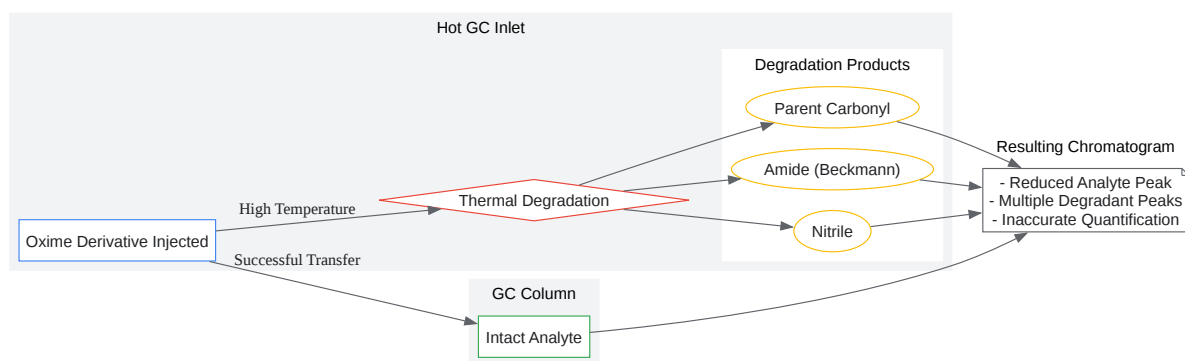 Hot GC Inlet
Degradation Products
Parent Carbonyl
Resulting Chromatogram
Amide (Beckmann)
- Reduced Analyte Peak
- Multiple Degradant Peaks
- Inaccurate Quantification
Thermal Degradation
High Temperature
Nitrile
Oxime Derivative Injected
Successful Transfer
GC Column
Intact Analyte